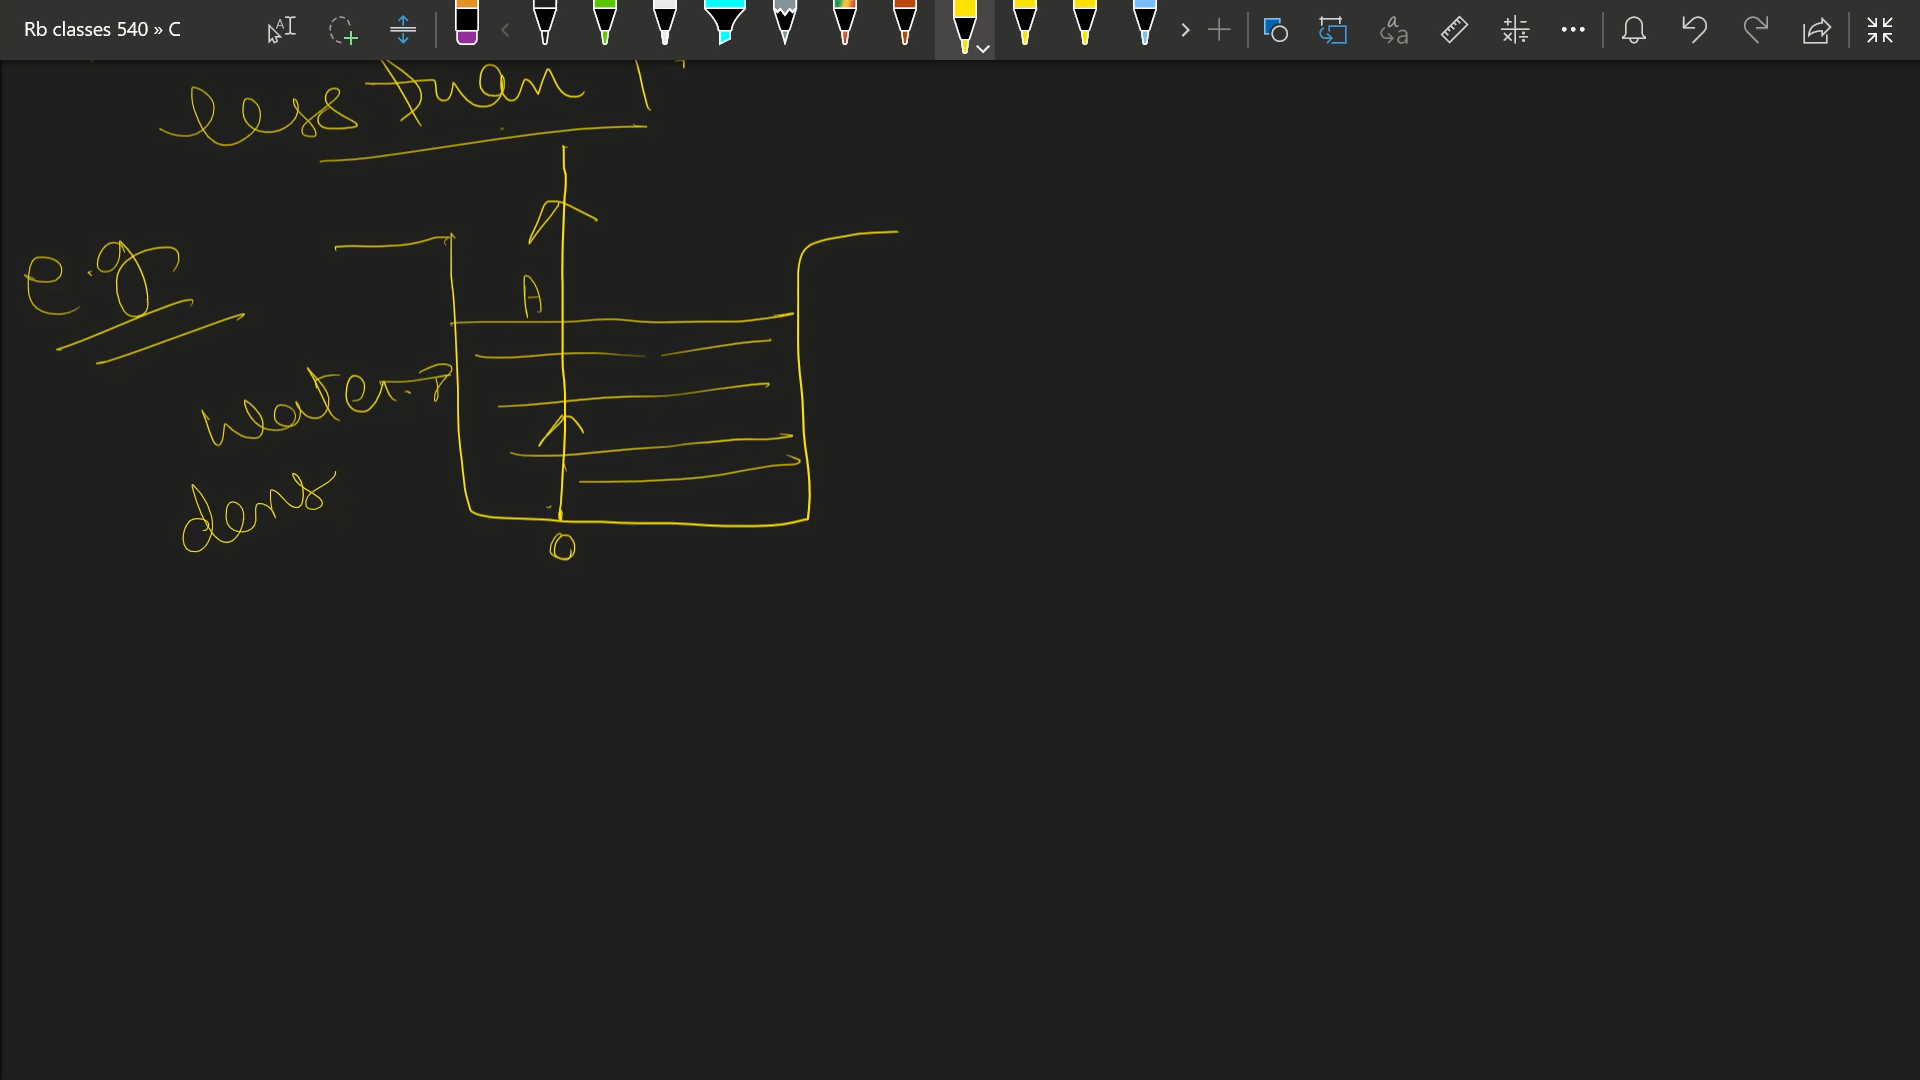 Rb classes 540 » C
less than 1
e.g
A
water →
dens
O